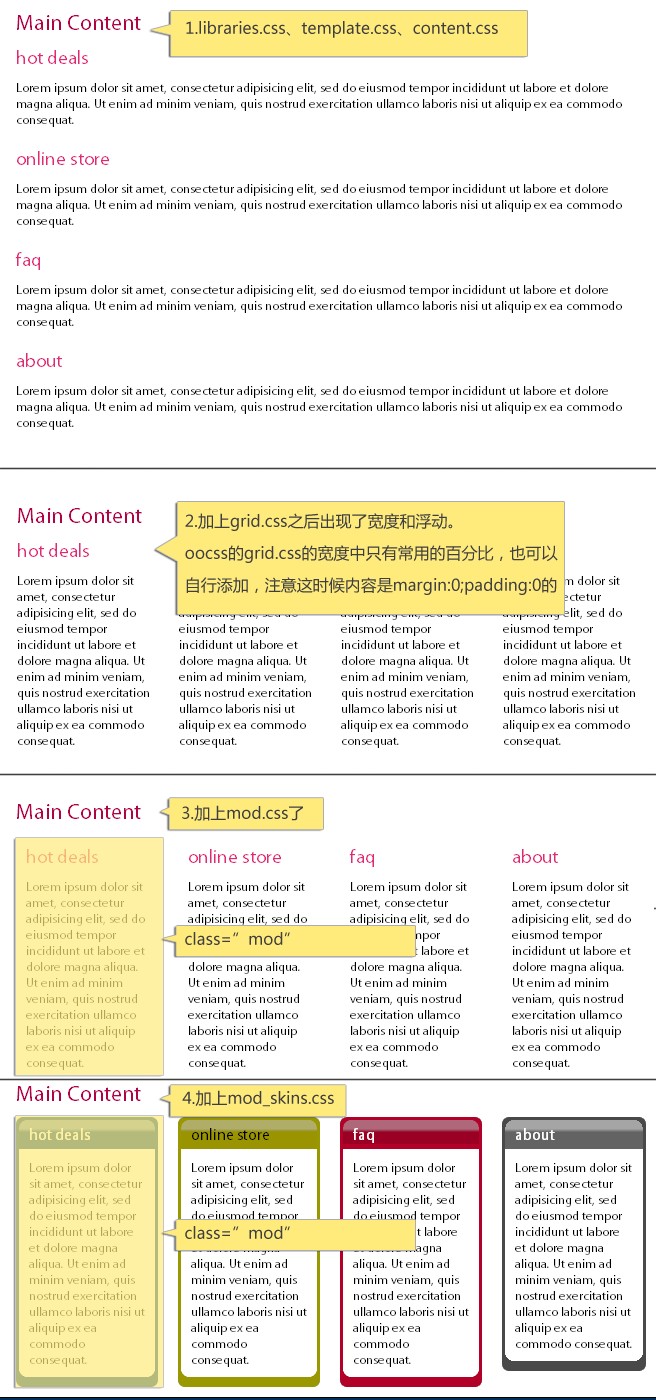 Main Content
1.libraries.css、template.css、content.css
hot deals
Lorem ipsum dolor sit amet, consectetur adipisicing elit, sed do eiusmod tempor incididunt ut labore et dolore
magna aliqua. Ut enim ad minim veniam, quis nostrud exercitation ullamco laboris nisi ut aliquip ex ea commodo
consequat.
online store
Lorem ipsum dolor sit amet, consectetur adipisicing elit, sed do eiusmod tempor incididunt ut labore et dolore
magna aliqua. Ut enim ad minim veniam, quis nostrud exercitation ullamco laboris nisi ut aliquip ex ea commodo
consequat.
faq
Lorem ipsum dolor sit amet, consectetur adipisicing elit, sed do eiusmod tempor incididunt ut labore et dolore
magna aliqua. Ut enim ad minim veniam, quis nostrud exercitation ullamco laboris nisi ut aliquip ex ea commodo
consequat.
about
Lorem ipsum dolor sit amet, consectetur adipisicing elit, sed do eiusmod tempor incididunt ut labore et dolore
magna aliqua. Ut enim ad minim veniam, quis nostrud exercitation ullamco laboris nisi ut aliquip ex ea commodo
consequat.
Main Content
2.加上grid.css之后出现了宽度和浮动。
oocss的grid.css的宽度中只有常用的百分比，也可以
自行添加，注意这时候内容是margin:0;padding:0的
hot deals
Lorem ipsum dolor sit
amet, consectetur
adipisicing elit, sed do
eiusmod tempor
incididunt ut labore et
dolore magna aliqua. Ut
enim ad minim veniam,
quis nostrud exercitation
ullamco laboris nisi ut
aliquip ex ea commodo
consequat.
adipisicing elit, sed do
eiusmod tempor
incididunt ut labore et
dolore magna aliqua. Ut
enim ad minim veniam,
quis nostrud exercitation
ullamco laboris nisi ut
aliquip ex ea commodo
consequat.
adipisicing elit, sed do
eiusmod tempor
incididunt ut labore et
dolore magna aliqua. Ut
enim ad minim veniam,
quis nostrud exercitation
ullamco laboris nisi ut
aliquip ex ea commodo
consequat.
dolor sit
adipisicing elit, sed do
eiusmod tempor
incididunt ut labore et
dolore magna aliqua. Ut
enim ad minim veniam,
quis nostrud exercitation
ullamco laboris nisi ut
aliquip ex ea commodo
consequat.
Main Content
3.加上mod.css了
hot deals
Lorem ipsum dolor sit
amet, consectetur
adipisicing elit, sed do
eiusmod tempor
incididunt ut labore et
dolore magna aliqua.
Ut enim ad minim
veniam, quis nostrud
exercitation ullamco
laboris nisi ut aliquip
ex ea commodo
consequat.
class=”mod“
online store
Lorem ipsum dolor sit
amet, consectetur
adipisicing elit, sed do
dolore magna aliqua.
Ut enim ad minim
veniam, quis nostrud
exercitation ullamco
laboris nisi ut aliquip
ex ea commodo
consequat.
faq
Lorem ipsum dolor sit
amet, consectetur
adipisicing elit, sed do
labore et
dolore magna aliqua.
Ut enim ad minim
veniam, quis nostrud
exercitation ullamco
laboris nisi ut aliquip
ex ea commodo
consequat.
about
Lorem ipsum dolor sit
amet, consectetur
adipisicing elit, sed do
eiusmod tempor
incididunt ut labore et
dolore magna aliqua.
Ut enim ad minim
veniam, quis nostrud
exercitation ullamco
laboris nisi ut aliquip
ex ea commodo
consequat.
Main Content
4.加上mod_skins.css
hot deals
Lorem ipsum dolor
sit amet, consectetur
adipisicing elit, sed
do eiusmod tempor
incididunt ut labore
et dolore magna
aliqua. Ut enim ad
minim veniam, quis
nostrud exercitation
ullamco laboris nisi ut
aliquip ex ea
commodo
consequat.
class=”mod“
online store
Lorem ipsum dolor
sit amet, consectetur
adipisicing elit, sed
do eiusmod tempor
et dolore magna
aliqua. Ut enim ad
minim veniam, quis
nostrud exercitation
ullamco laboris nisi ut
aliquip ex ea
commodo
consequat.
faq
Lorem ipsum dolor
sit amet, consectetur
adipisicing elit, sed
do eiusmod tempor
labore
et dolore magna
aliqua. Ut enim ad
minim veniam, quis
nostrud exercitation
ullamco laboris nisi ut
aliquip ex ea
commodo
consequat.
about
Lorem ipsum dolor sit
amet, consectetur
adipisicing elit, sed do
eiusmod tempor
incididunt ut labore et
dolore magna aliqua.
Ut enim ad minim
veniam, quis nostrud
exercitation ullamco
laboris nisi ut aliquip ex
ea commodo
commodo consequat.